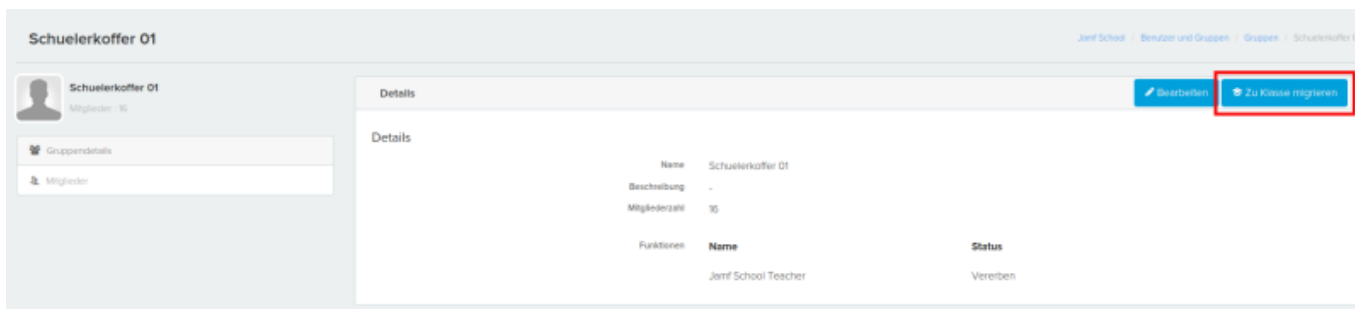 Schuelerkoffer 01
Jamf School / Benutzer und Gruppen / Gruppen / Schuelerkoffer
Schuelerkoffer 01
Mitglieder : 16
Gruppendetails
Mitglieder
Details
Bearbeiten
Zu Klasse migrieren
Details
Name Schuelerkoffer 01
Beschreibung -
Mitgliederzahl 16
Funktionen Name Status
Jamf School Teacher Vererben